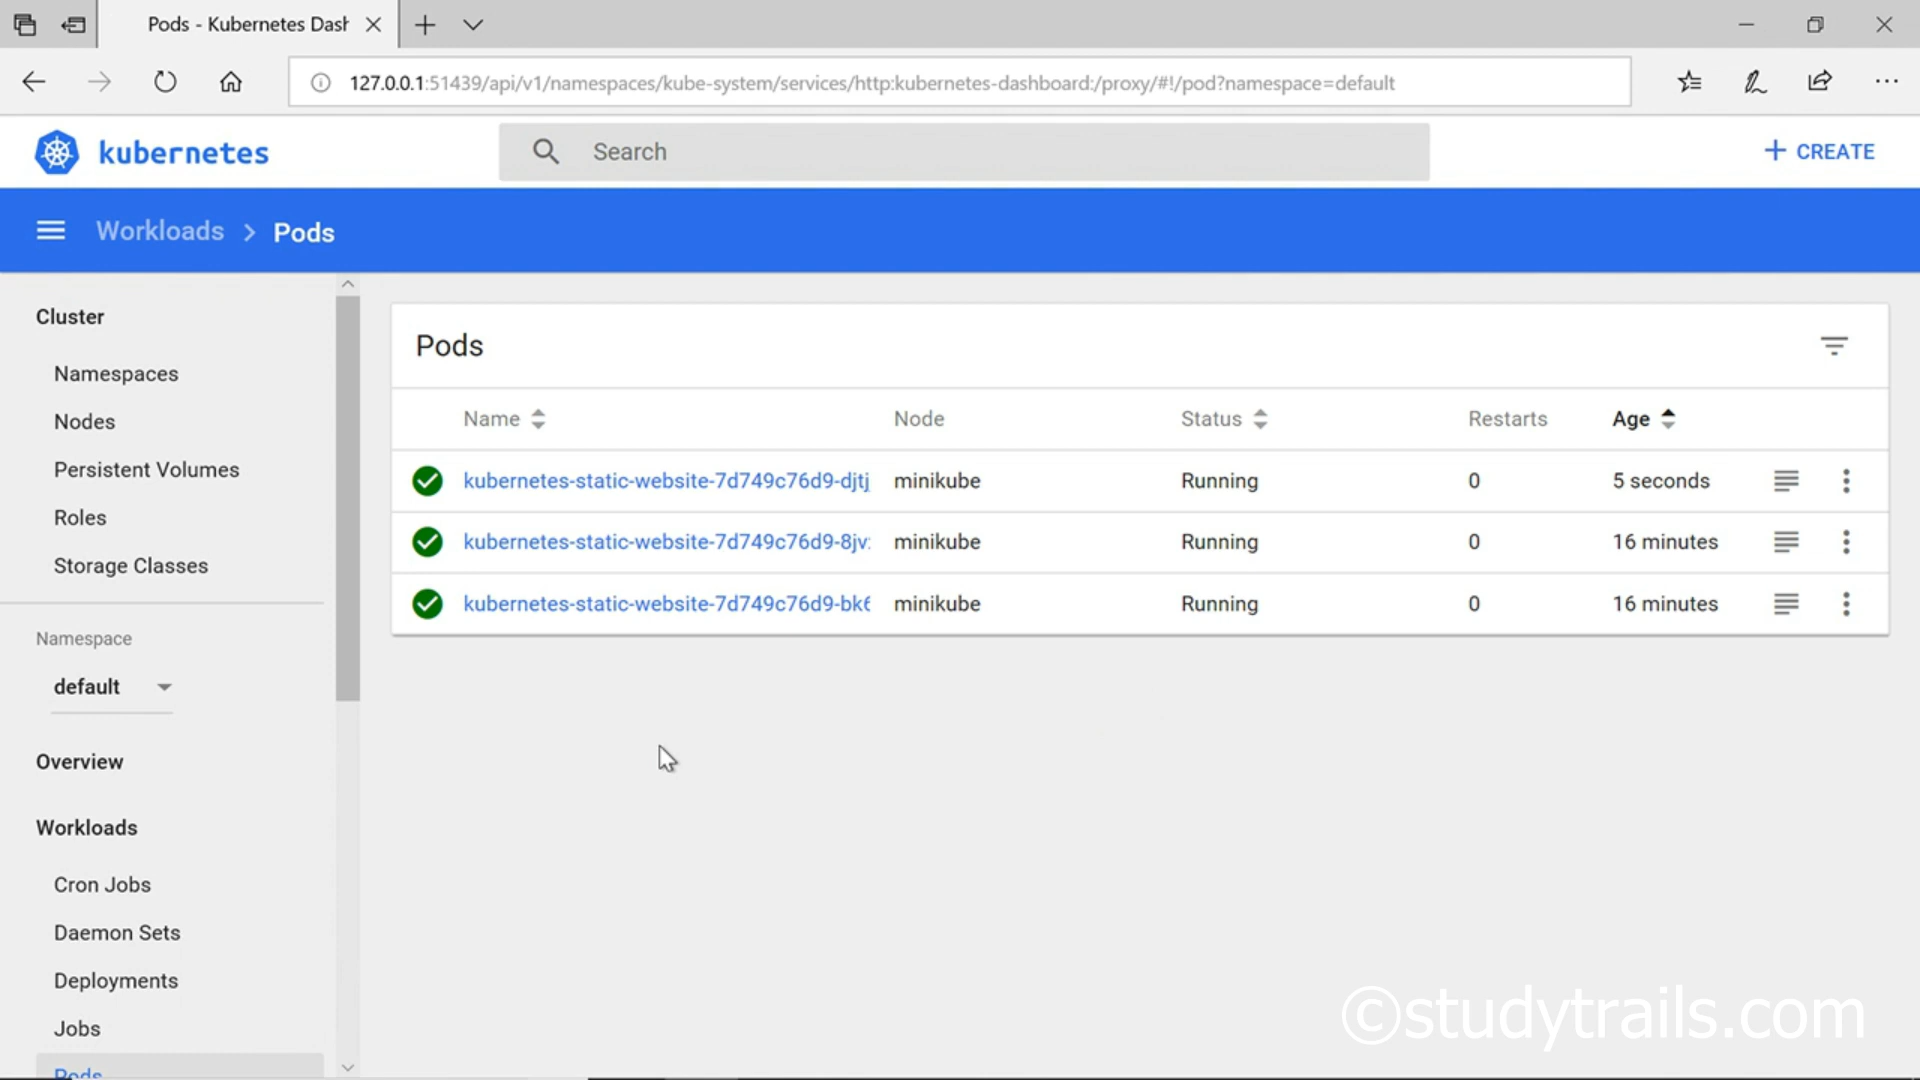 Pods - Kubernetes Dash
127.0.0.1:51439/api/v1/namespaces/kube-system/services/http:kubernetes-dashboard:/proxy/#!/pod?namespace=default
kubernetes
Search
+ CREATE
Workloads > Pods
Cluster
Namespaces
Nodes
Persistent Volumes
Roles
Storage Classes
Namespace
default
Overview
Workloads
Cron Jobs
Daemon Sets
Deployments
Jobs
Pods
Pods
Name Node Status Restarts Age
kubernetes-static-website-7d749c76d9-djtj minikube Running 0 5 seconds
kubernetes-static-website-7d749c76d9-8jv minikube Running 0 16 minutes
kubernetes-static-website-7d749c76d9-bk6 minikube Running 0 16 minutes
©studytrails.com